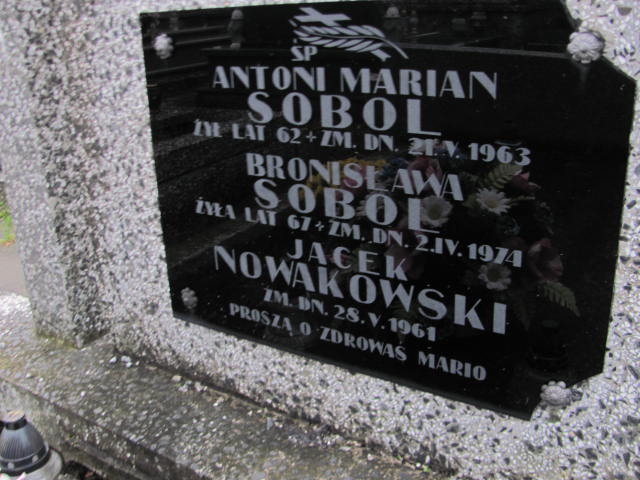 ŚP
ANTONI MARIAN
SOBOL
ŻYŁ LAT 62 + ZM. DN. 21.V.1963
BRONISŁAWA
SOBOL
ŻYŁA LAT 67 + ZM. DN. 2.IV.1974
JACEK
NOWAKOWSKI
ZM. DN. 28.V.1961
PROSZĄ O ZDROWAŚ MARIO